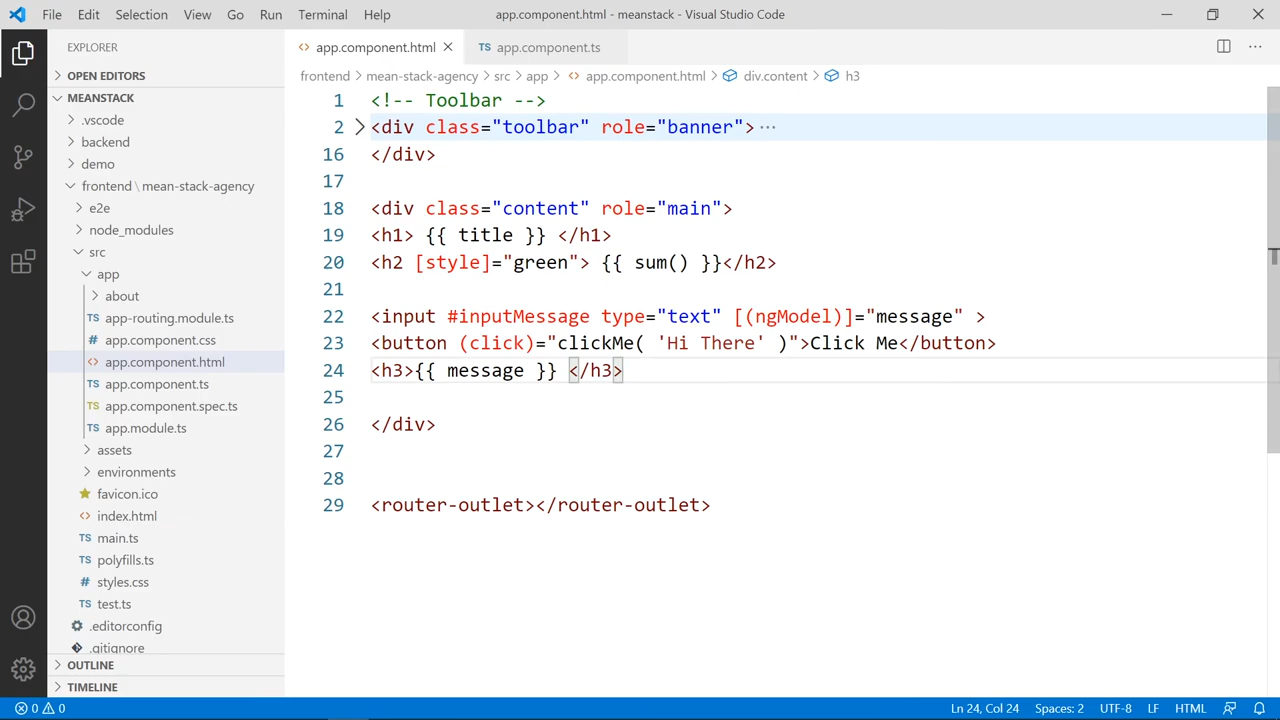 File Edit Selection View Go Run Terminal Help app.component.html - meanstack - Visual Studio Code
EXPLORER
OPEN EDITORS
MEANSTACK
.vscode
backend
demo
frontend \ mean-stack-agency
e2e
node_modules
src
app
about
TS app-routing.module.ts
# app.component.css
<> app.component.html
TS app.component.ts
TS app.component.spec.ts
TS app.module.ts
assets
environments
favicon.ico
<> index.html
TS main.ts
TS polyfills.ts
# styles.css
TS test.ts
.editorconfig
.gitignore
OUTLINE
TIMELINE
<> app.component.html × TS app.component.ts ···
frontend > mean-stack-agency > src > app > <> app.component.html > div.content > h3
1 <!-- Toolbar -->
2 > <div class="toolbar" role="banner"> ···
16 </div>
17
18 <div class="content" role="main">
19 <h1> {{ title }} </h1>
20 <h2 [style]="green"> {{ sum() }}</h2>
21
22 <input #inputMessage type="text" [(ngModel)]="message" >
23 <button (click)="clickMe( 'Hi There' )">Click Me</button>
24 <h3>{{ message }} </h3>
25
26 </div>
27
28
29 <router-outlet></router-outlet>
0 0 Ln 24, Col 24 Spaces: 2 UTF-8 LF HTML